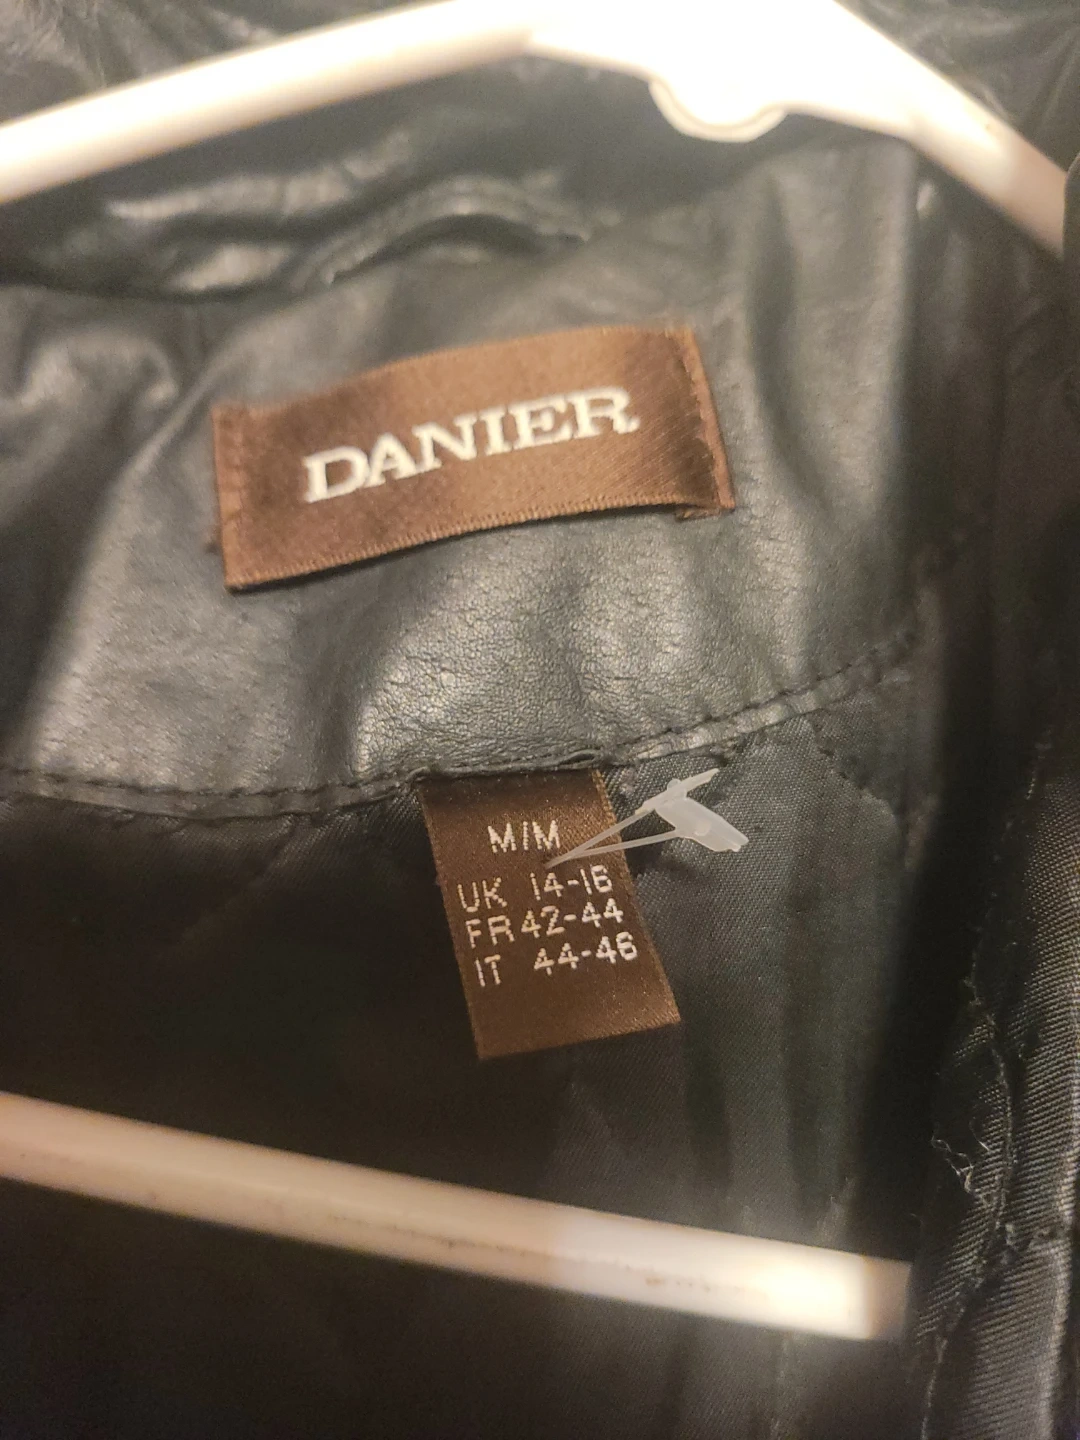 DANIER
M/M
UK 14-16
FR 42-44
IT 44-46